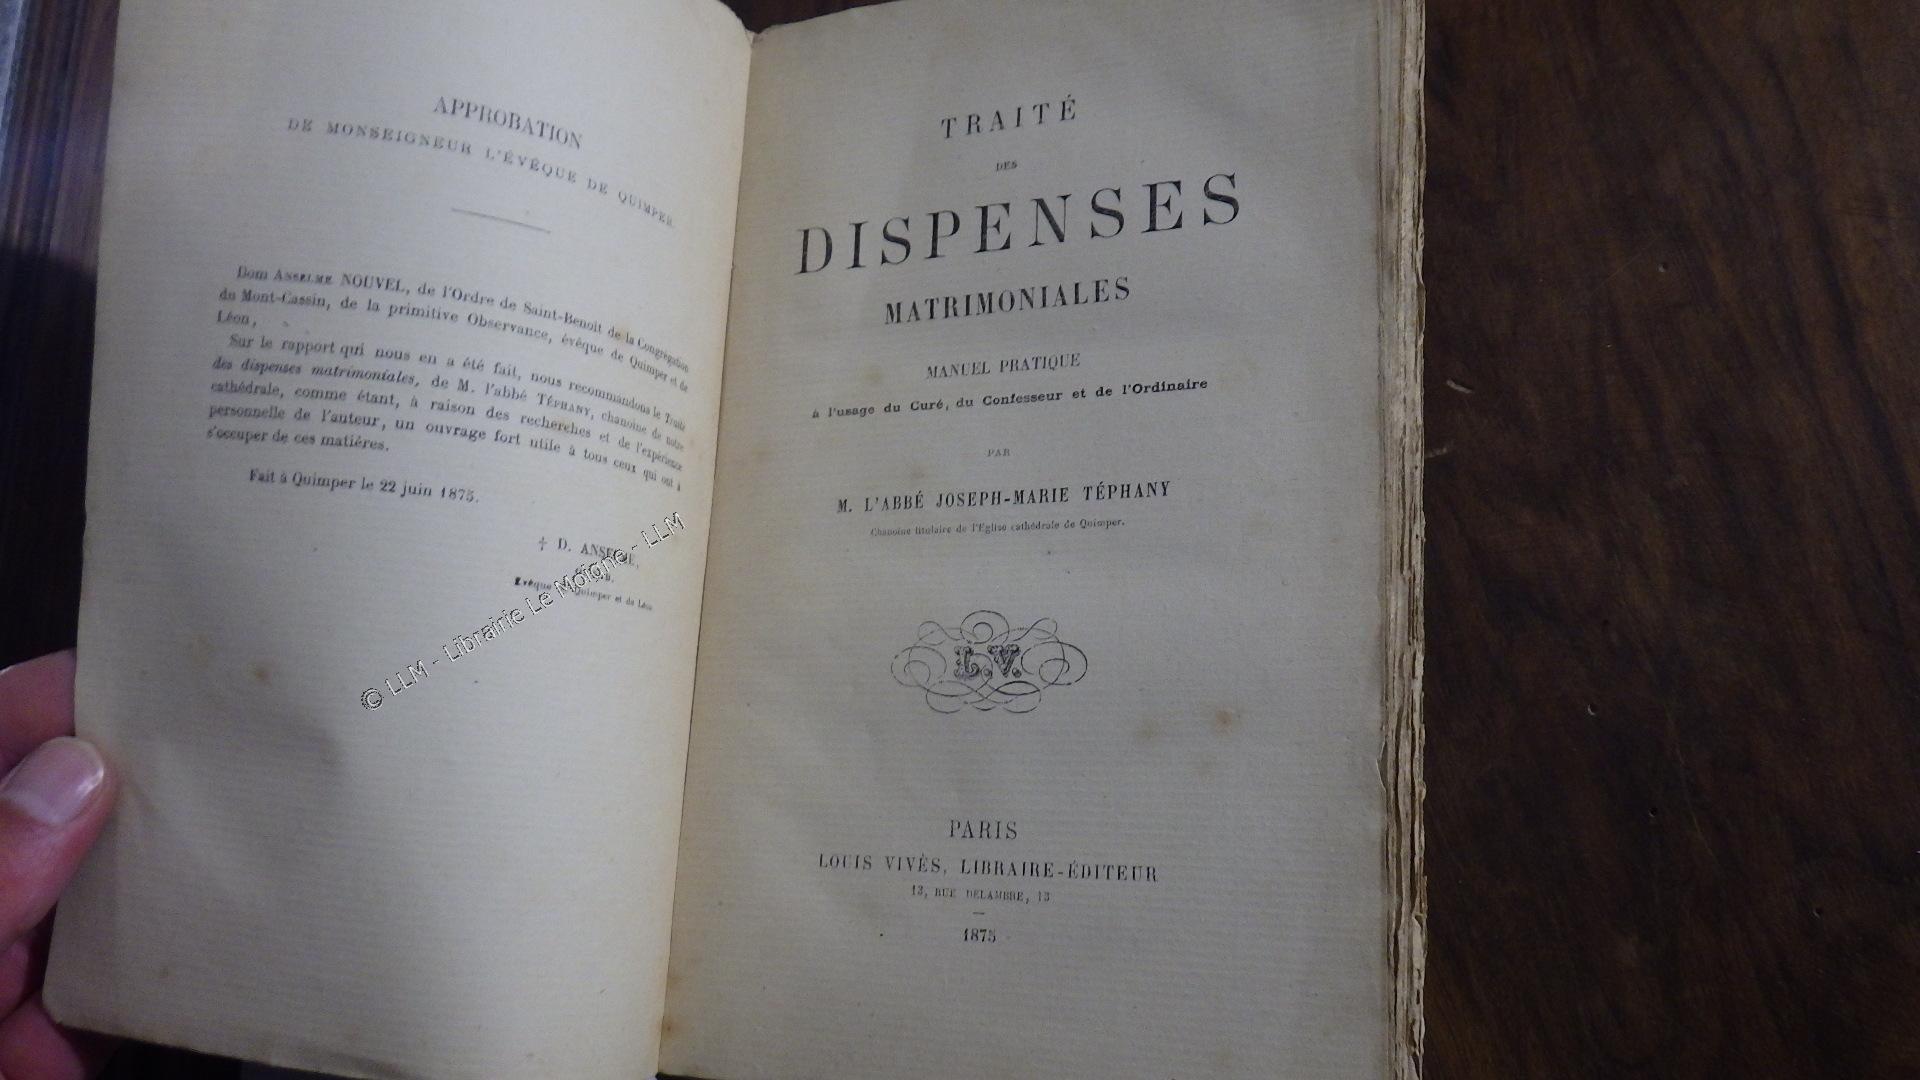 APPROBATION
DE MONSEIGNEUR L'ÉVÊQUE DE QUIMPER.
Dom Anselme NOUVEL, de l'Ordre de Saint-Benoît de la Congrégation
du Mont-Cassin, de la primitive Observance, évêque de Quimper et de
Léon,
Sur le rapport qui nous en a été fait, nous recommandons le Traité
des dispenses matrimoniales, de M. l'abbé Téphany, chanoine de notre
cathédrale, comme étant, à raison des recherches et de l'expérience
personnelle de l'auteur, un ouvrage fort utile à tous ceux qui ont à
s'occuper de ces matières.
Fait à Quimper le 22 juin 1875.
† D. ANSELME,
Évêque Quimper et de Léon
© LLM - Librairie Le Moigne - LLM
TRAITÉ
DES
DISPENSES
MATRIMONIALES
MANUEL PRATIQUE
à l'usage du Curé, du Confesseur et de l'Ordinaire
PAR
M. L'ABBÉ JOSEPH-MARIE TÉPHANY
Chanoine titulaire de l'Eglise cathédrale de Quimper.
L.V.
PARIS
LOUIS VIVÈS, LIBRAIRE-ÉDITEUR
13, RUE DELAMBRE, 13
1875